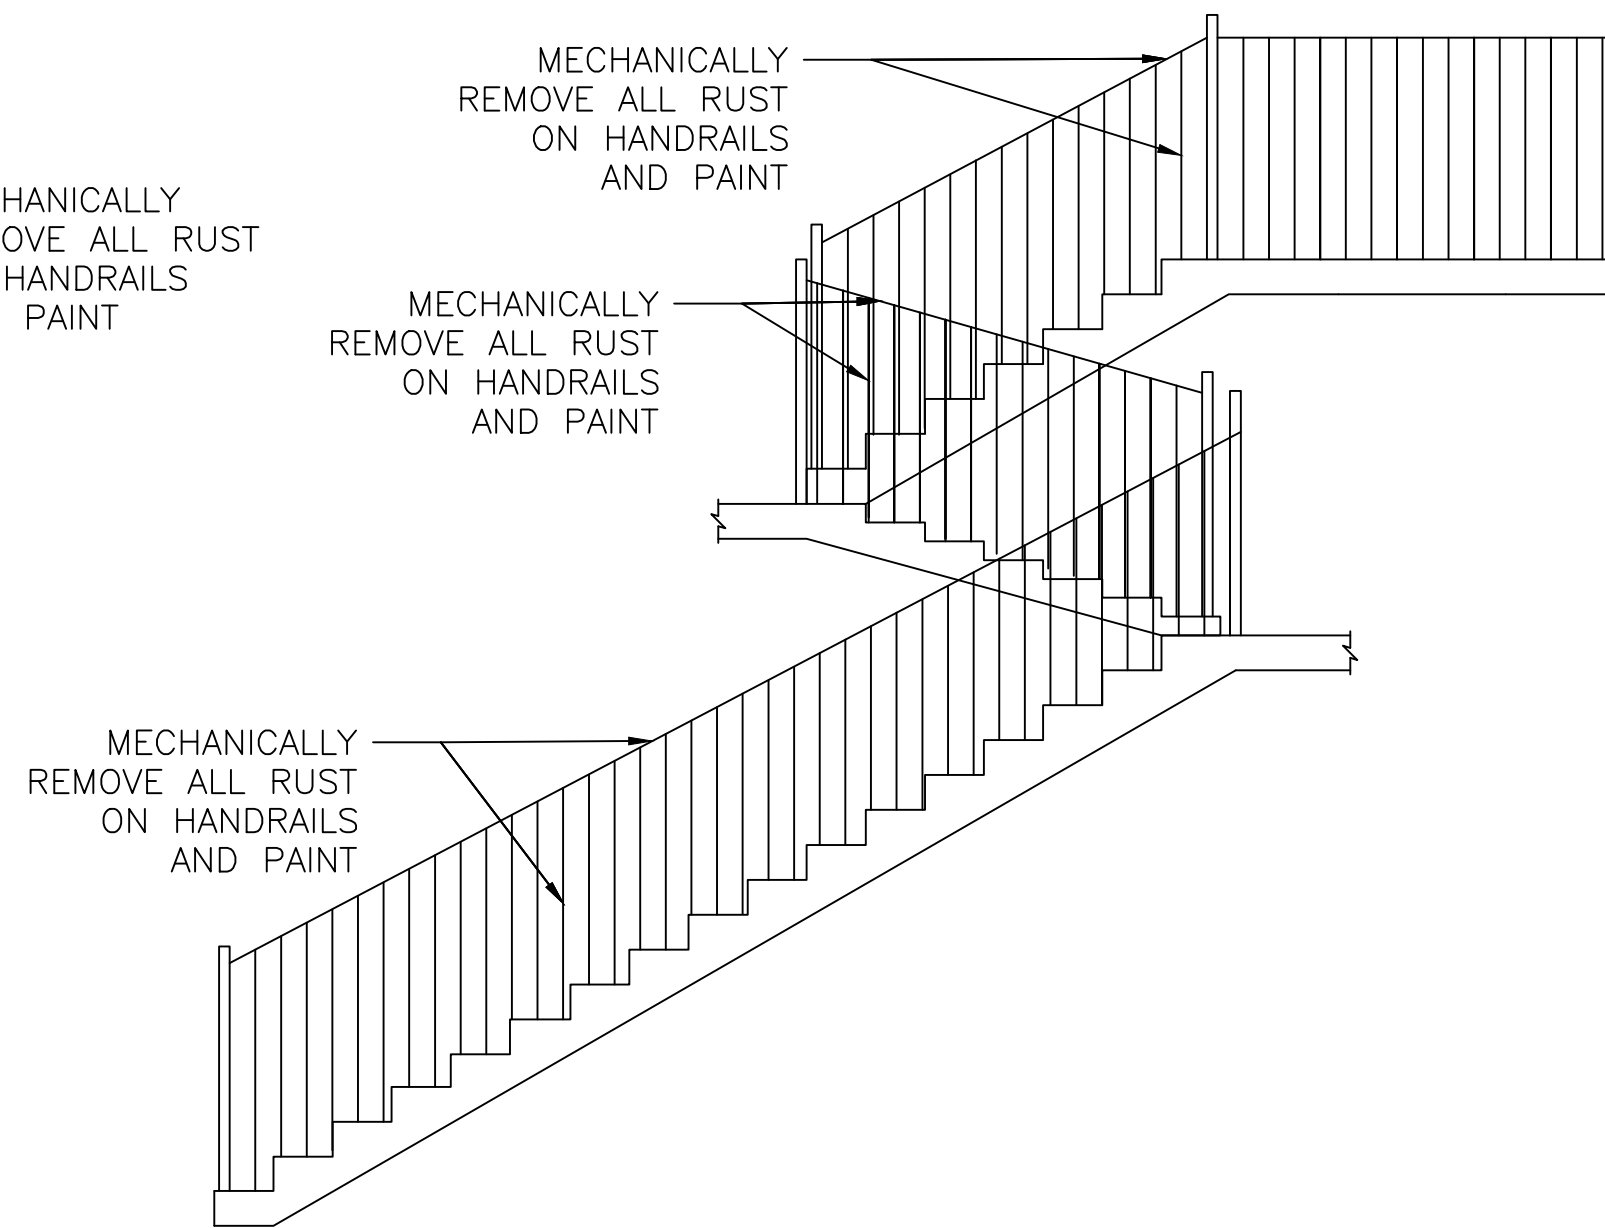 MECHANICALLY
REMOVE ALL RUST
ON HANDRAILS
AND PAINT
HANICALLY
OVE ALL RUST
HANDRAILS
PAINT
MECHANICALLY
REMOVE ALL RUST
ON HANDRAILS
AND PAINT
MECHANICALLY
REMOVE ALL RUST
ON HANDRAILS
AND PAINT